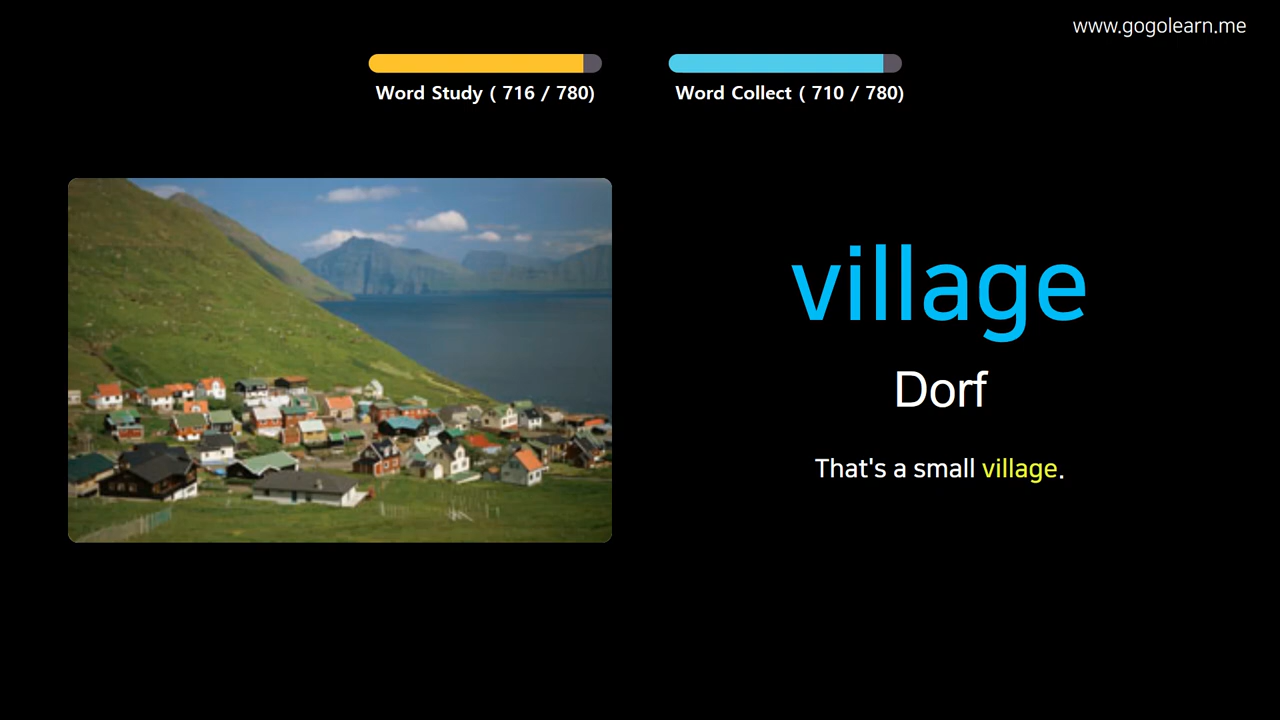 www.gogolearn.me
Word Study ( 716 / 780)
Word Collect ( 710 / 780)
village
Dorf
That's a small village.